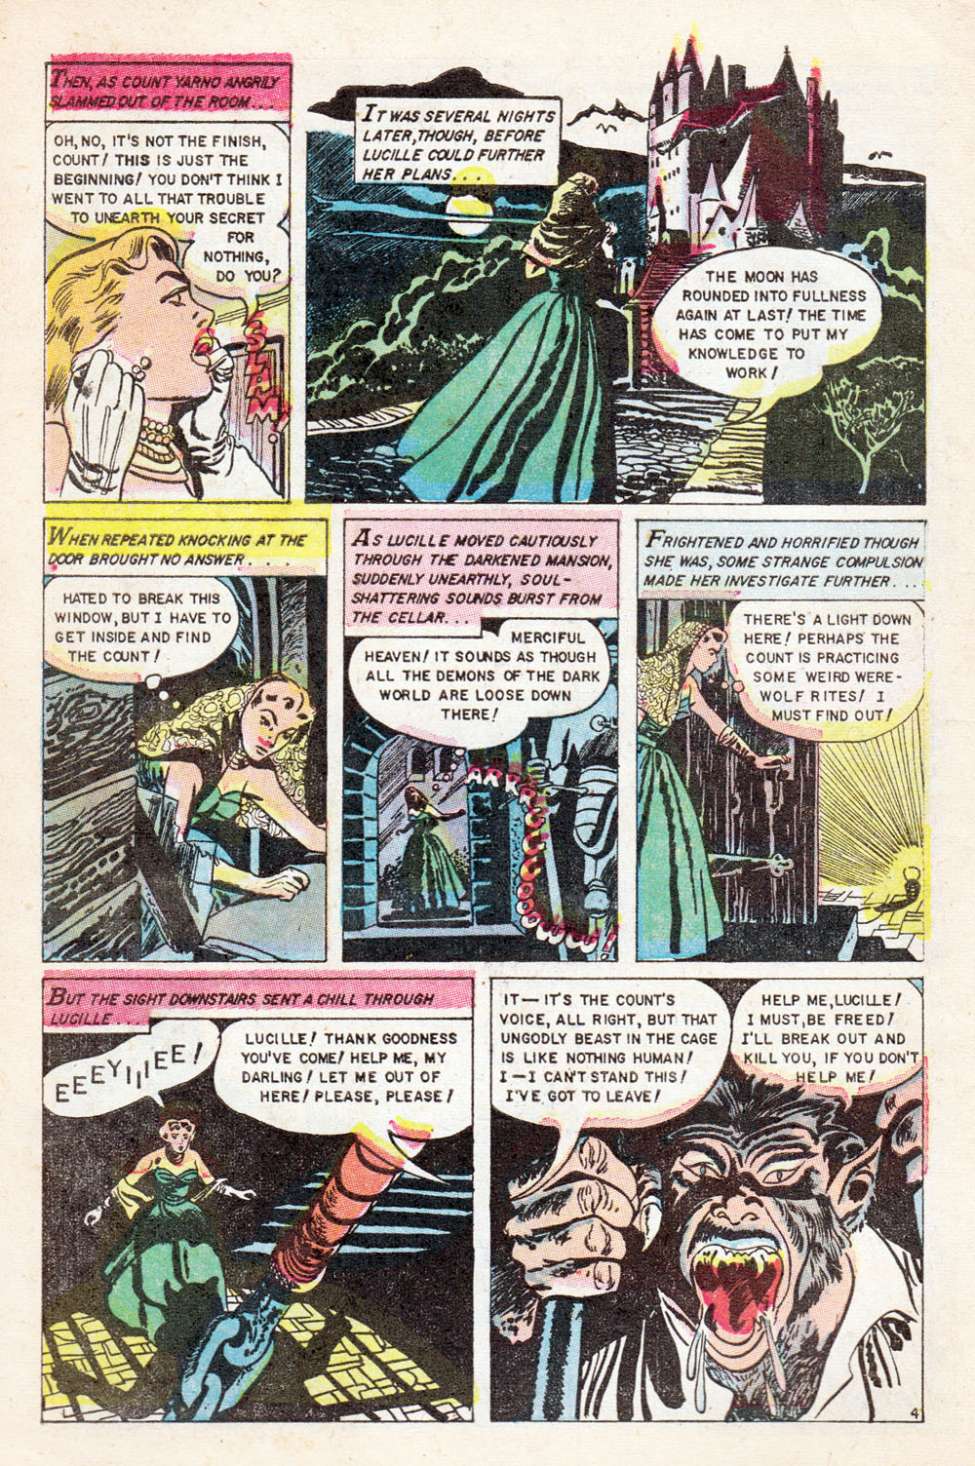 THEN, AS COUNT YARNO ANGRILY
SLAMMED OUT OF THE ROOM...
OH, NO, IT'S NOT THE FINISH,
COUNT! THIS IS JUST THE
BEGINNING! YOU DON'T THINK I
WENT TO ALL THAT TROUBLE
TO UNEARTH YOUR SECRET
FOR
NOTHING,
DO YOU?
SLAM!
IT WAS SEVERAL NIGHTS
LATER, THOUGH, BEFORE
LUCILLE COULD FURTHER
HER PLANS...
THE MOON HAS
ROUNDED INTO FULLNESS
AGAIN AT LAST! THE TIME
HAS COME TO PUT MY
KNOWLEDGE TO
WORK!
WHEN REPEATED KNOCKING AT THE
DOOR BROUGHT NO ANSWER....
HATED TO BREAK THIS
WINDOW, BUT I HAVE TO
GET INSIDE AND FIND
THE COUNT!
AS LUCILLE MOVED CAUTIOUSLY
THROUGH THE DARKENED MANSION,
SUDDENLY UNEARTHLY, SOUL-
SHATTERING SOUNDS BURST FROM
THE CELLAR...
MERCIFUL
HEAVEN! IT SOUNDS AS THOUGH
ALL THE DEMONS OF THE DARK
WORLD ARE LOOSE DOWN
THERE!
FRIGHTENED AND HORRIFIED THOUGH
SHE WAS, SOME STRANGE COMPULSION
MADE HER INVESTIGATE FURTHER...
THERE'S A LIGHT DOWN
HERE! PERHAPS THE
COUNT IS PRACTICING
SOME WEIRD WERE-
WOLF RITES! I
MUST FIND OUT!
BUT THE SIGHT DOWNSTAIRS SENT A CHILL THROUGH
LUCILLE...
EEEYIIIEE!
LUCILLE! THANK GOODNESS
YOU'VE COME! HELP ME, MY
DARLING! LET ME OUT OF
HERE! PLEASE, PLEASE!
IT—IT'S THE COUNT'S
VOICE, ALL RIGHT, BUT THAT
UNGODLY BEAST IN THE CAGE
IS LIKE NOTHING HUMAN!
I—I CAN'T STAND THIS!
I'VE GOT TO LEAVE!
HELP ME, LUCILLE!
I MUST, BE FREED!
I'LL BREAK OUT AND
KILL YOU, IF YOU DON'T
HELP ME!
4